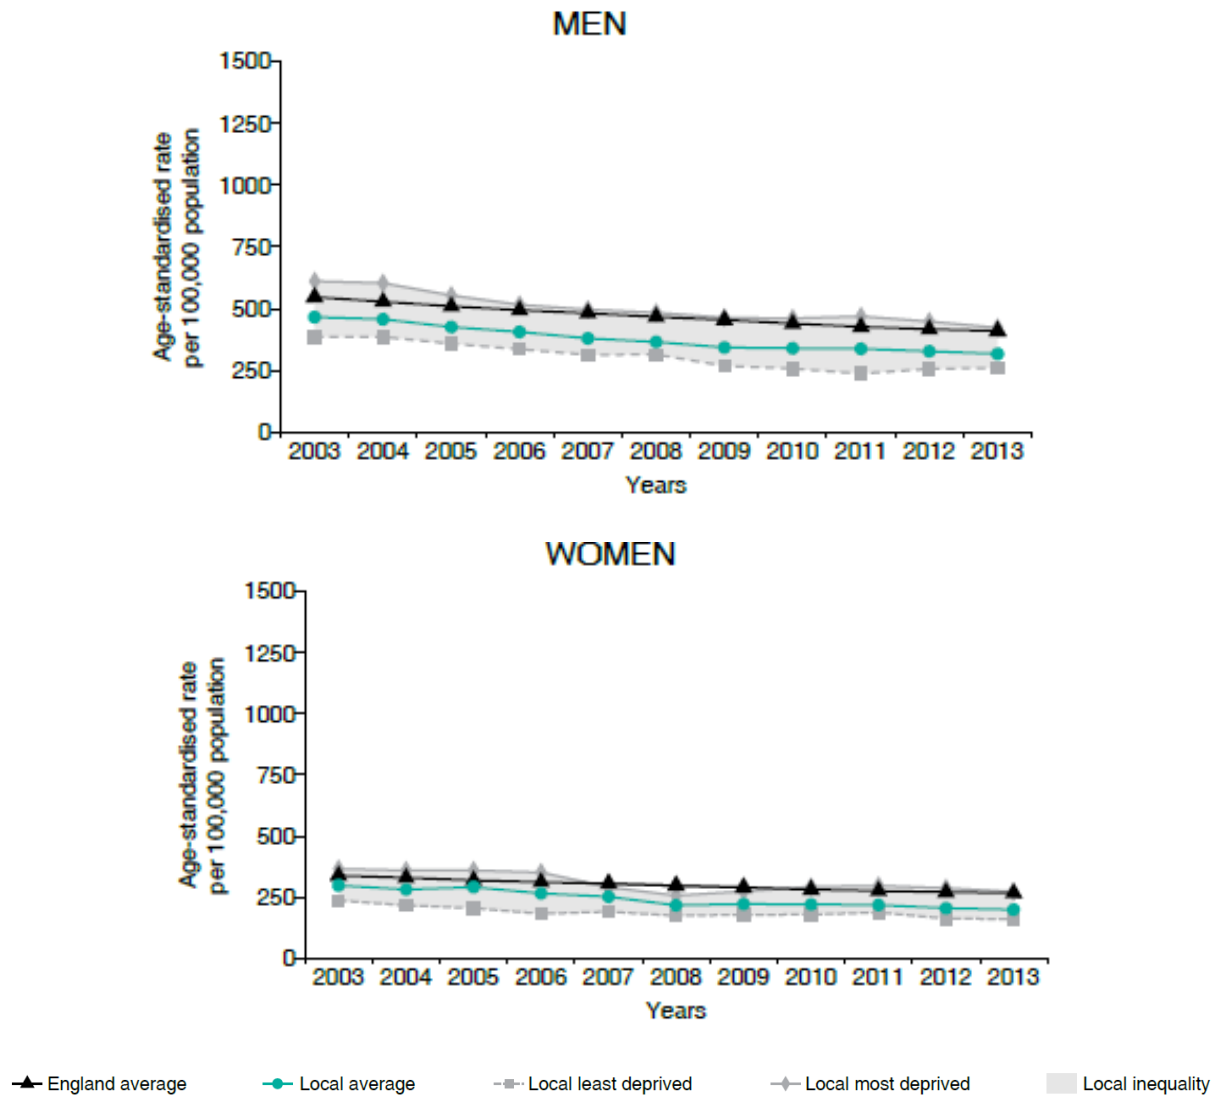 MEN
1500
1250
1000
750
500
250
0
Age-standardised rate
per 100,000 population
2003 2004 2005 2006 2007 2008 2009 2010 2011 2012 2013
Years
WOMEN
1500
1250
1000
750
500
250
0
Age-standardised rate
per 100,000 population
2003 2004 2005 2006 2007 2008 2009 2010 2011 2012 2013
Years
England average Local average Local least deprived Local most deprived Local inequality